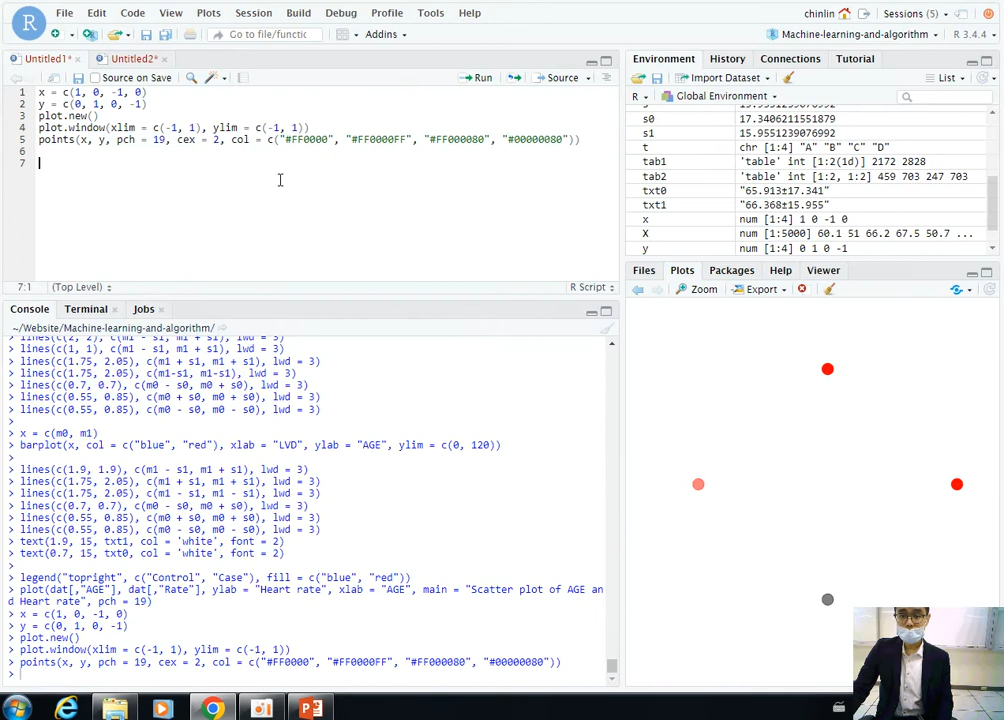 File Edit Code View Plots Session Build Debug Profile Tools Help
chinlin
Sessions (5)
R
Go to file/functic
Addins
Machine-learning-and-algorithm
R 3.4.4
Untitled1*
Untitled2*
Source on Save
Run
Source
1 x = c(1, 0, -1, 0)
2 y = c(0, 1, 0, -1)
3 plot.new()
4 plot.window(xlim = c(-1, 1), ylim = c(-1, 1))
5 points(x, y, pch = 19, cex = 2, col = c("#FF0000", "#FF0000FF", "#FF000080", "#00000080"))
6
7
7:1
(Top Level)
R Script
Console
Terminal
Jobs
~/Website/Machine-learning-and-algorithm/
> lines(c(2, 2), c(m1 - s1, m1 + s1), lwd = 3)
> lines(c(1, 1), c(m1 - s1, m1 + s1), lwd = 3)
> lines(c(1.75, 2.05), c(m1 + s1, m1 + s1), lwd = 3)
> lines(c(1.75, 2.05), c(m1-s1, m1-s1), lwd = 3)
> lines(c(0.7, 0.7), c(m0 - s0, m0 + s0), lwd = 3)
> lines(c(0.55, 0.85), c(m0 + s0, m0 + s0), lwd = 3)
> lines(c(0.55, 0.85), c(m0 - s0, m0 - s0), lwd = 3)
>
> x = c(m0, m1)
> barplot(x, col = c("blue", "red"), xlab = "LVD", ylab = "AGE", ylim = c(0, 120))
>
> lines(c(1.9, 1.9), c(m1 - s1, m1 + s1), lwd = 3)
> lines(c(1.75, 2.05), c(m1 + s1, m1 + s1), lwd = 3)
> lines(c(1.75, 2.05), c(m1 - s1, m1 - s1), lwd = 3)
> lines(c(0.7, 0.7), c(m0 - s0, m0 + s0), lwd = 3)
> lines(c(0.55, 0.85), c(m0 + s0, m0 + s0), lwd = 3)
> lines(c(0.55, 0.85), c(m0 - s0, m0 - s0), lwd = 3)
> text(1.9, 15, txt1, col = 'white', font = 2)
> text(0.7, 15, txt0, col = 'white', font = 2)
>
> legend("topright", c("Control", "Case"), fill = c("blue", "red"))
> plot(dat[,"AGE"], dat[,"Rate"], ylab = "Heart rate", xlab = "AGE", main = "Scatter plot of AGE an
d Heart rate", pch = 19)
> x = c(1, 0, -1, 0)
> y = c(0, 1, 0, -1)
> plot.new()
> plot.window(xlim = c(-1, 1), ylim = c(-1, 1))
> points(x, y, pch = 19, cex = 2, col = c("#FF0000", "#FF0000FF", "#FF000080", "#00000080"))
>
Environment
History
Connections
Tutorial
Import Dataset
List
R
Global Environment
s0 17.3406211551879
s1 15.9551239076992
t chr [1:4] "A" "B" "C" "D"
tab1 'table' int [1:2(1d)] 2172 2828
tab2 'table' int [1:2, 1:2] 459 703 247 703
txt0 "65.913±17.341"
txt1 "66.368±15.955"
x num [1:4] 1 0 -1 0
X num [1:5000] 60.1 51 66.2 67.5 50.7 ...
y num [1:4] 0 1 0 -1
Files
Plots
Packages
Help
Viewer
Zoom
Export